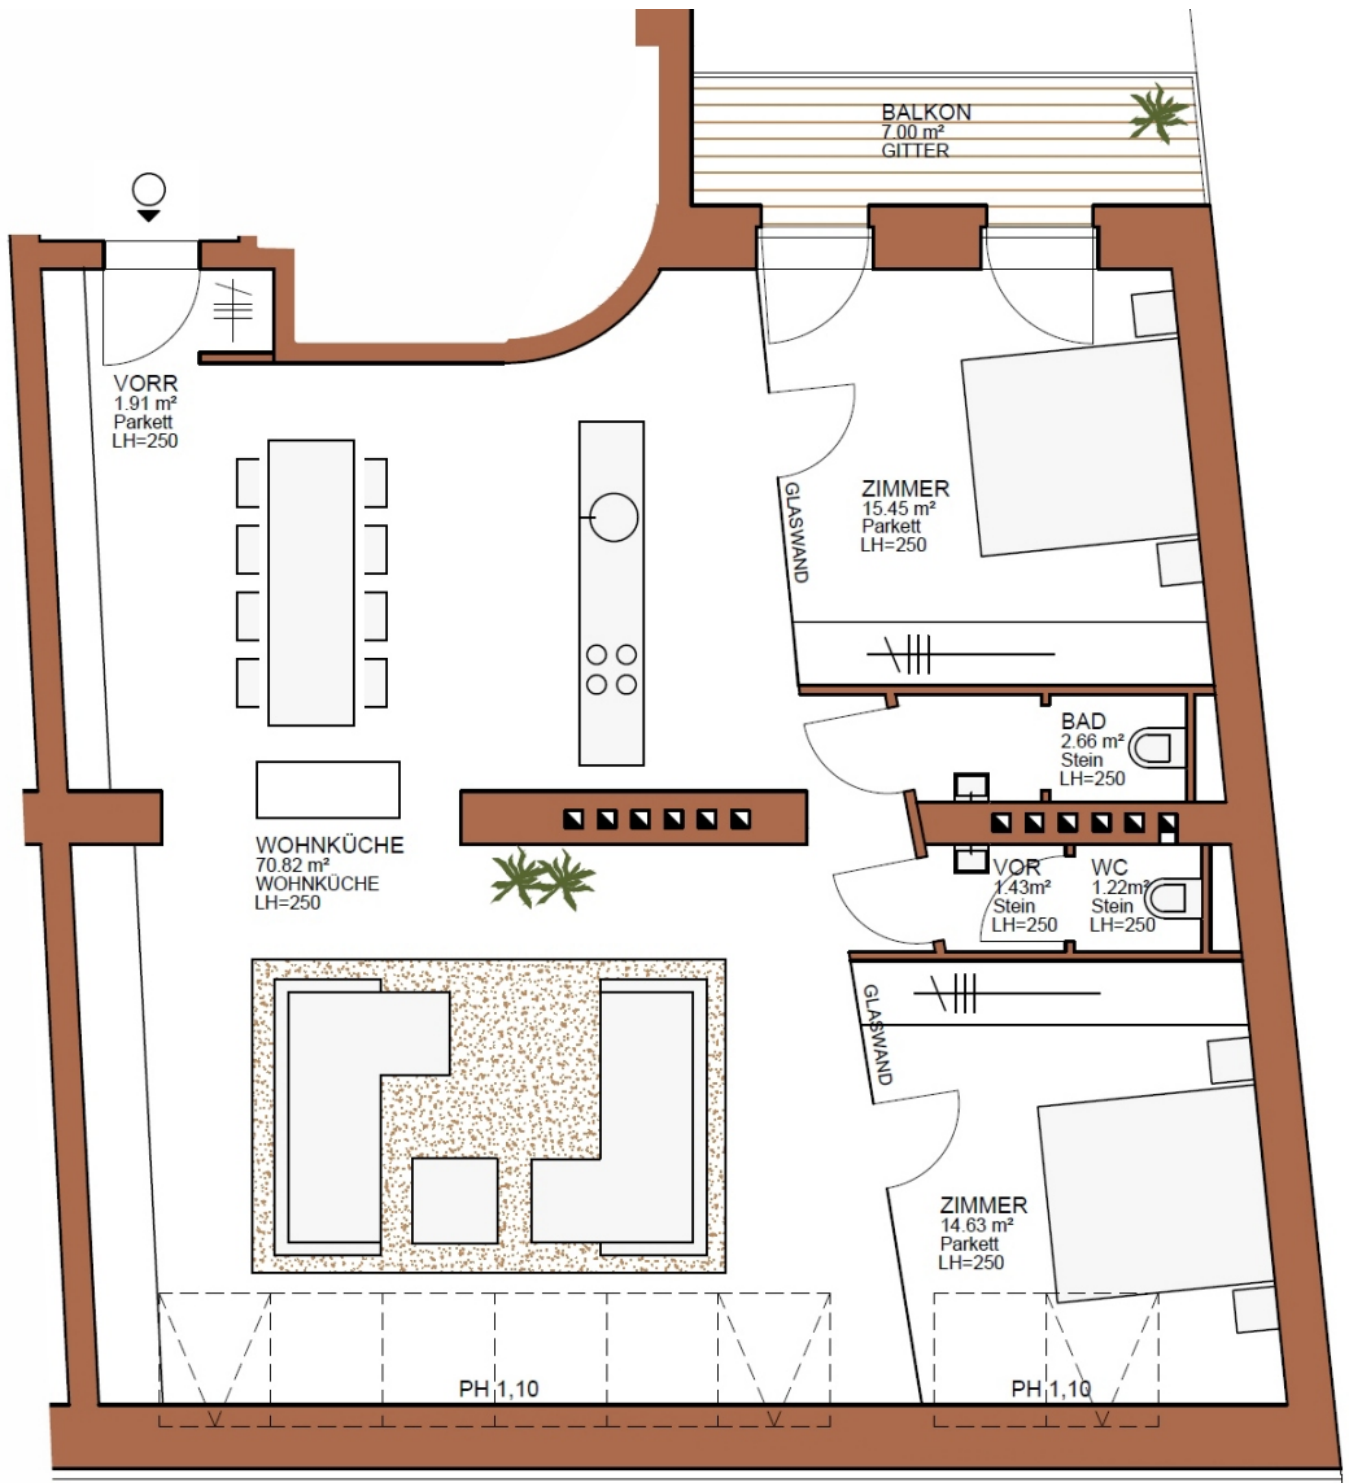 BALKON
7.00 m²
GITTER
VORR
1.91 m²
Parkett
LH=250
ZIMMER
15.45 m²
Parkett
LH=250
GLASWAND
BAD
2.66 m²
Stein
LH=250
WOHNKÜCHE
70.82 m²
WOHNKÜCHE
LH=250
VOR
1.43m²
Stein
LH=250
WC
1.22m²
Stein
LH=250
GLASWAND
ZIMMER
14.63 m²
Parkett
LH=250
PH 1,10
PH 1,10